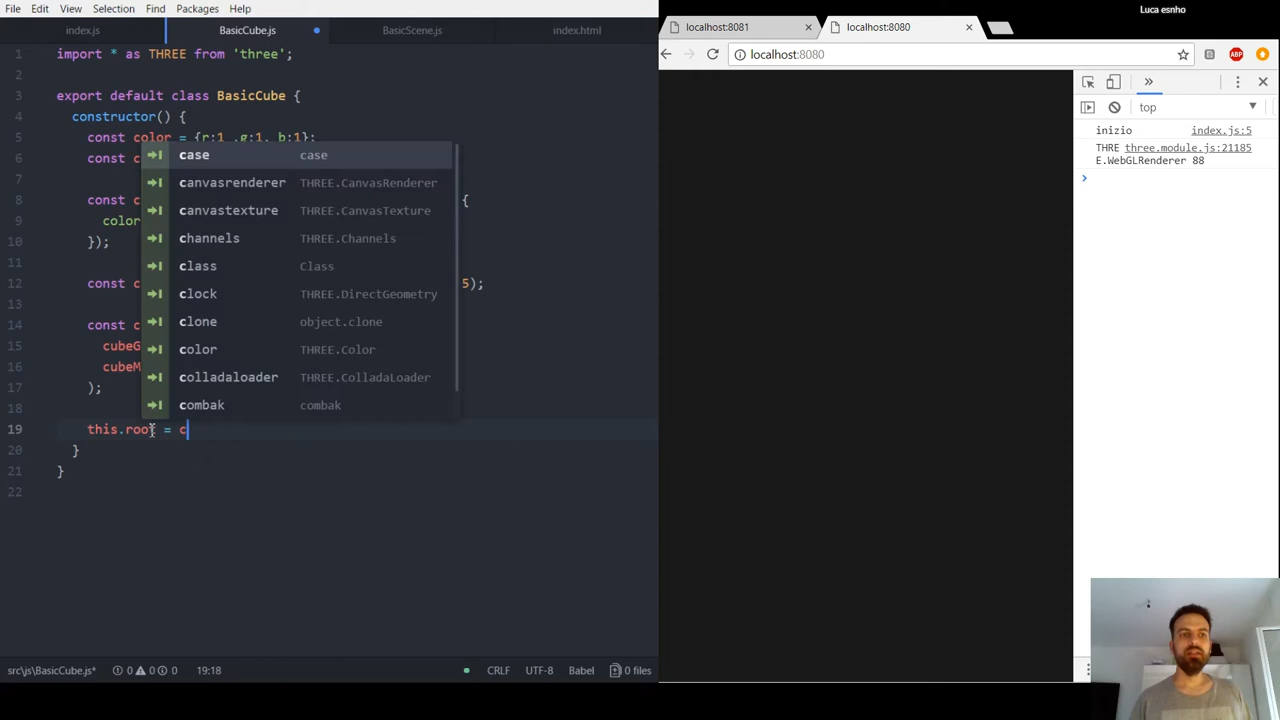 File Edit View Selection Find Packages Help
Luca esnho
index.js BasicCube.js BasicScene.js index.html
localhost:8081 localhost:8080
localhost:8080
top
1 import * as THREE from 'three';
2
3 export default class BasicCube {
4 constructor() {
5 const color = {r:1 ,g:1, b:1};
6 const c
7
8 const c {
9 color
10 });
11
12 const c 5);
13
14 const c
15 cubeG
16 cubeM
17 );
18
19 this.root = c
20 }
21 }
22
case case
canvasrenderer THREE.CanvasRenderer
canvastexture THREE.CanvasTexture
channels THREE.Channels
class Class
clock THREE.DirectGeometry
clone object.clone
color THREE.Color
colladaloader THREE.ColladaLoader
combak combak
inizio index.js:5
THRE three.module.js:21185
E.WebGLRenderer 88
src\js\BasicCube.js* 0 0 0 19:18 CRLF UTF-8 Babel 0 files